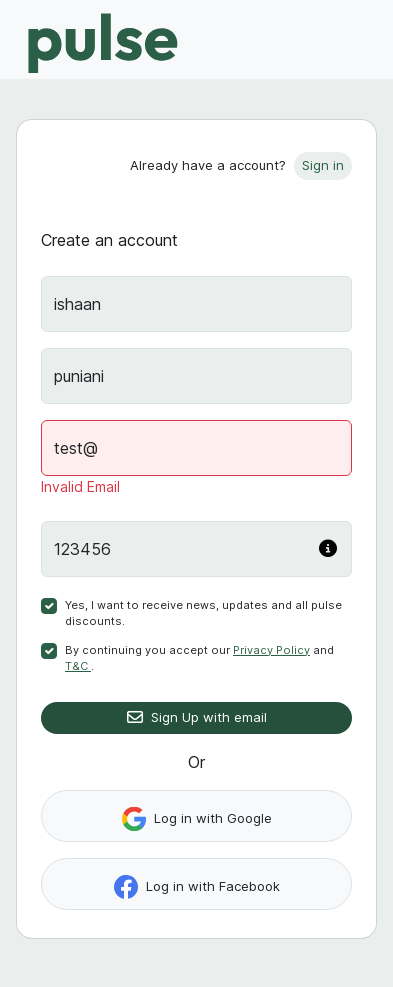 pulse
Already have a account? Sign in
Create an account
ishaan
puniani
test@
Invalid Email
123456
Yes, I want to receive news, updates and all pulse
discounts.
By continuing you accept our Privacy Policy and
T&C .
Sign Up with email
Or
Log in with Google
Log in with Facebook